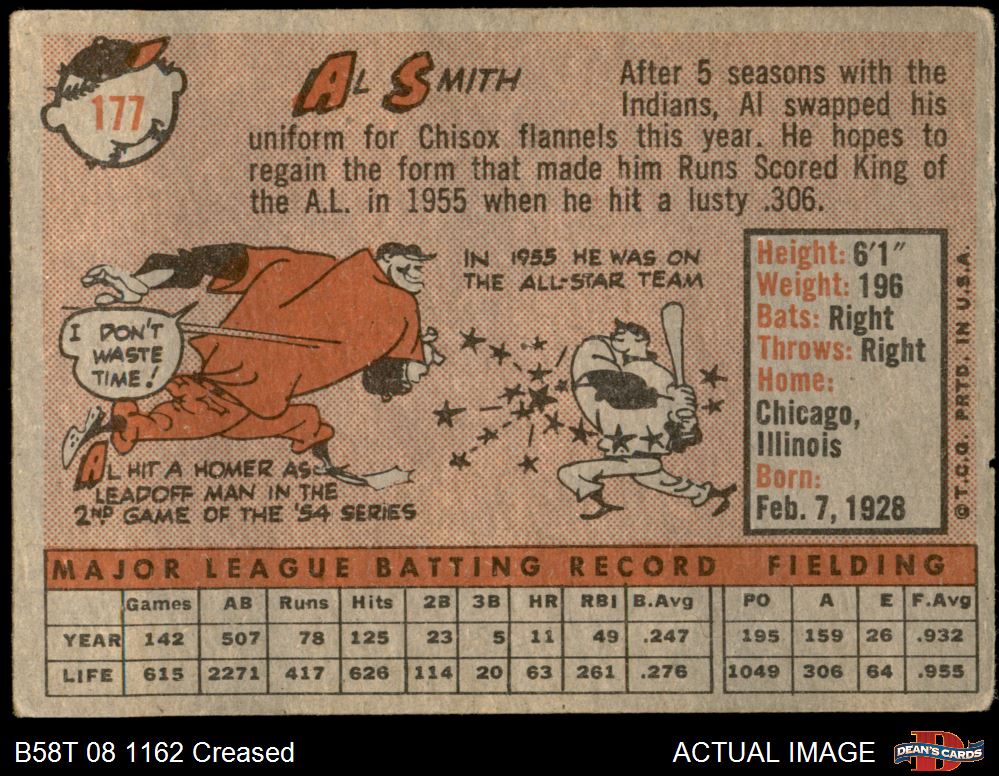 177
AL SMITH
After 5 seasons with the
Indians, Al swapped his
uniform for Chisox flannels this year. He hopes to
regain the form that made him Runs Scored King of
the A.L. in 1955 when he hit a lusty .306.
IN 1955 HE WAS ON
THE ALL-STAR TEAM
I DON'T
WASTE
TIME!
AL HIT A HOMER AS
LEADOFF MAN IN THE
2ND GAME OF THE '54 SERIES
Height: 6'1"
Weight: 196
Bats: Right
Throws: Right
Home:
Chicago,
Illinois
Born:
Feb. 7, 1928
©T.C.G. PRTD. IN U.S.A.
MAJOR LEAGUE BATTING RECORD FIELDING
Games AB Runs Hits 2B 3B HR RBI B.Avg PO A E F.Avg
YEAR 142 507 78 125 23 5 11 49 .247 195 159 26 .932
LIFE 615 2271 417 626 114 20 63 261 .276 1049 306 64 .955
B58T 08 1162 Creased ACTUAL IMAGE
D
DEAN'S CARDS